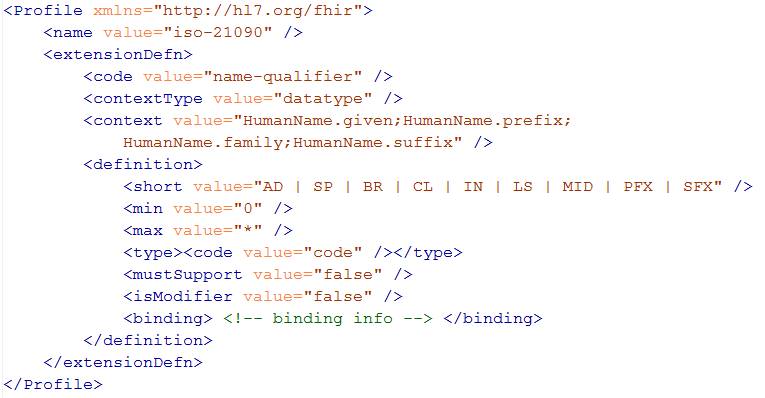 <Profile xmlns="http://hl7.org/fhir">
<name value="iso-21090" />
<extensionDefn>
<code value="name-qualifier" />
<contextType value="datatype" />
<context value="HumanName.given;HumanName.prefix;
HumanName.family;HumanName.suffix" />
<definition>
<short value="AD | SP | BR | CL | IN | LS | MID | PFX | SFX" />
<min value="0" />
<max value="*" />
<type><code value="code" /></type>
<mustSupport value="false" />
<isModifier value="false" />
<binding> <!-- binding info --> </binding>
</definition>
</extensionDefn>
</Profile>